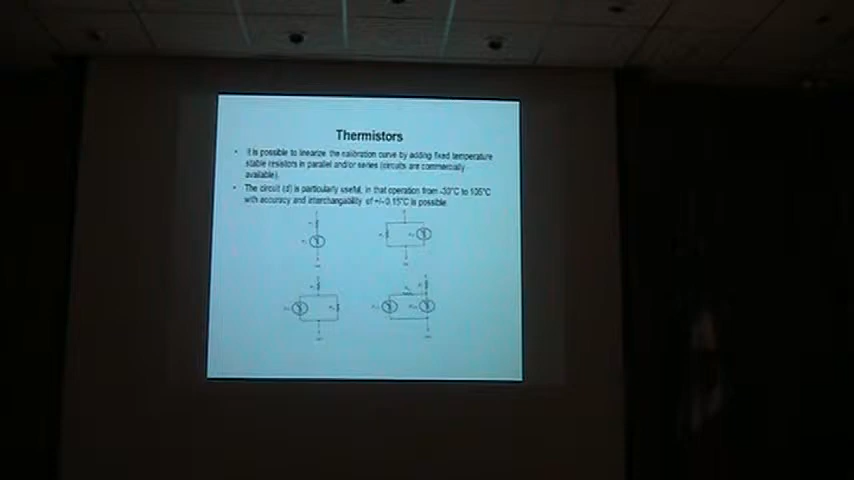 Thermistors
• It is possible to linearize the calibration curve by adding fixed temperature
stable resistors in parallel and/or series (circuits are commercially
available).
• The circuit (d) is particularly useful, in that operation from -30°C to 105°C
with accuracy and interchangability of +/-0.15°C is possible